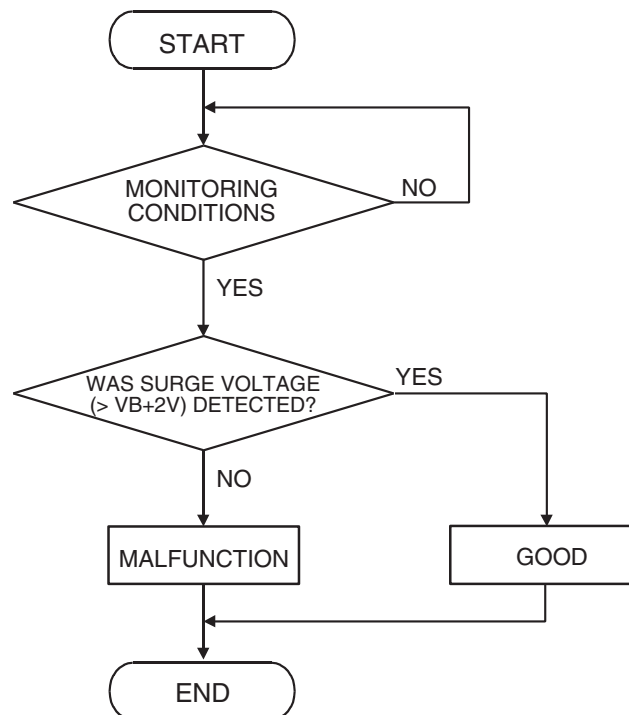 START
MONITORING
CONDITIONS
NO
YES
WAS SURGE VOLTAGE
(> VB+2V) DETECTED?
YES
NO
MALFUNCTION
GOOD
END